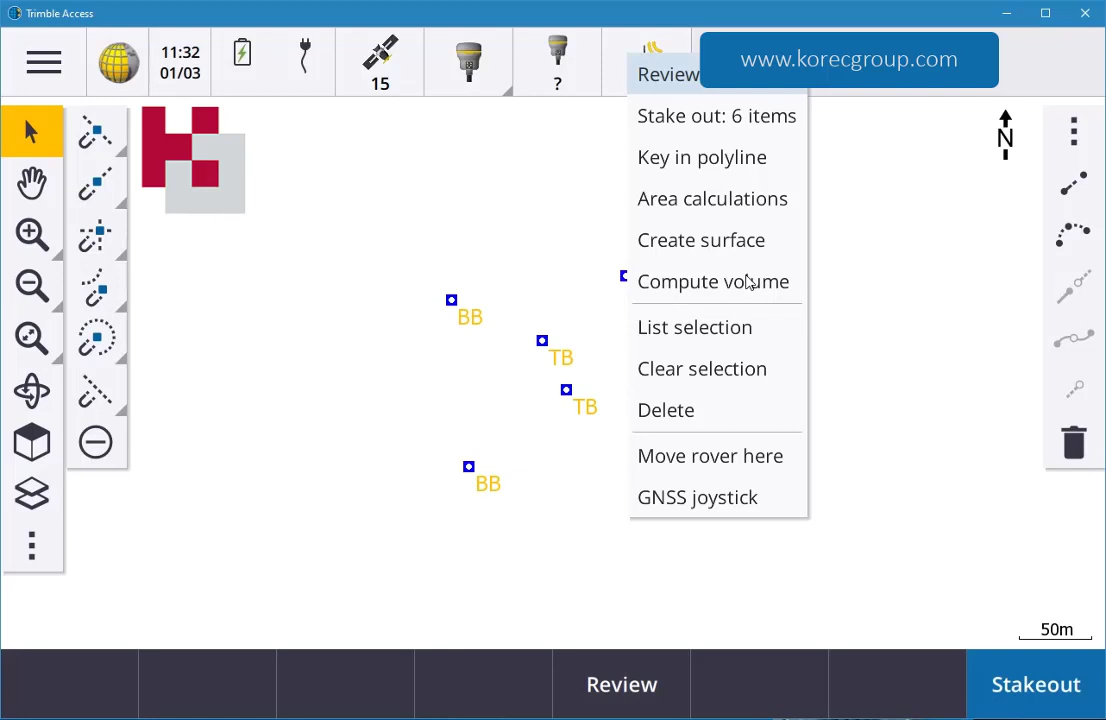 Trimble Access
11:32
01/03
15
?
www.korecgroup.com
Review
Stake out: 6 items
Key in polyline
Area calculations
Create surface
Compute volume
List selection
Clear selection
Delete
Move rover here
GNSS joystick
N
BB
TB
TB
BB
50m
Review
Stakeout